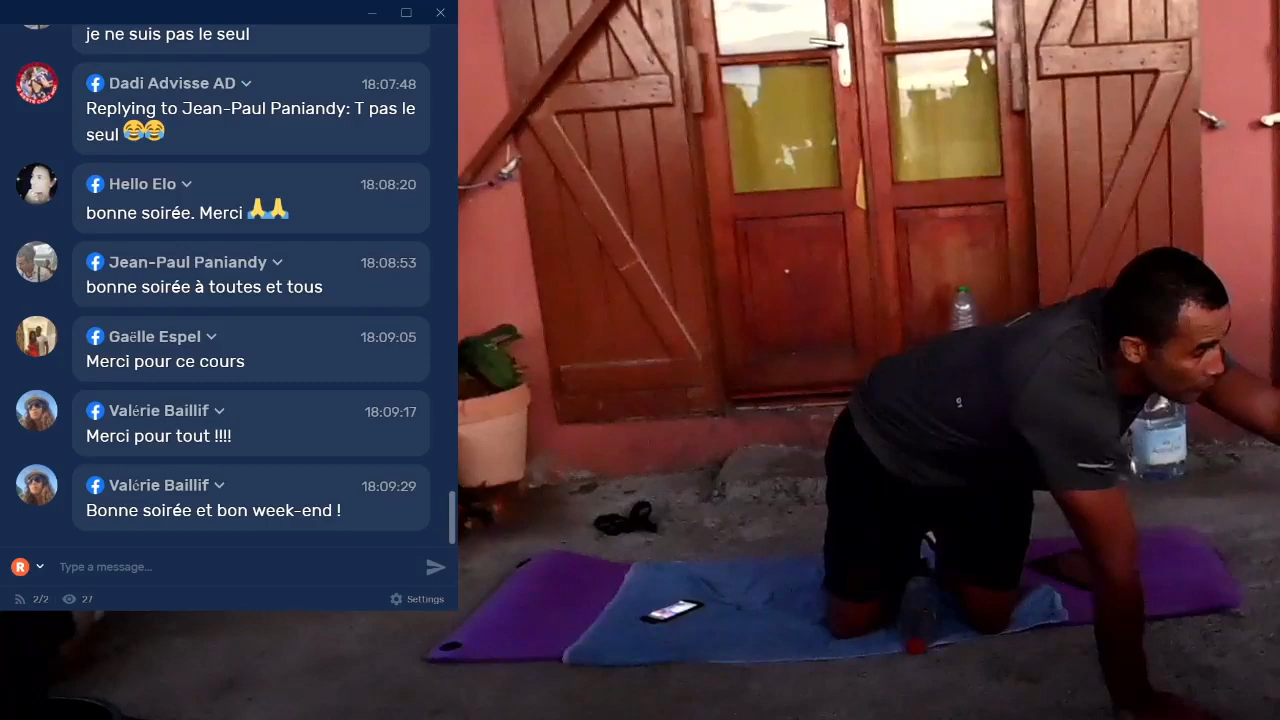 je ne suis pas le seul
Dadi Advisse AD
18:07:48
Replying to Jean-Paul Paniandy: T pas le
seul 😂😂
Hello Elo
18:08:20
bonne soirée. Merci 🙏🙏
Jean-Paul Paniandy
18:08:53
bonne soirée à toutes et tous
Gaëlle Espel
18:09:05
Merci pour ce cours
Valérie Baillif
18:09:17
Merci pour tout !!!!
Valérie Baillif
18:09:29
Bonne soirée et bon week-end !
R
Type a message...
2/2
27
Settings